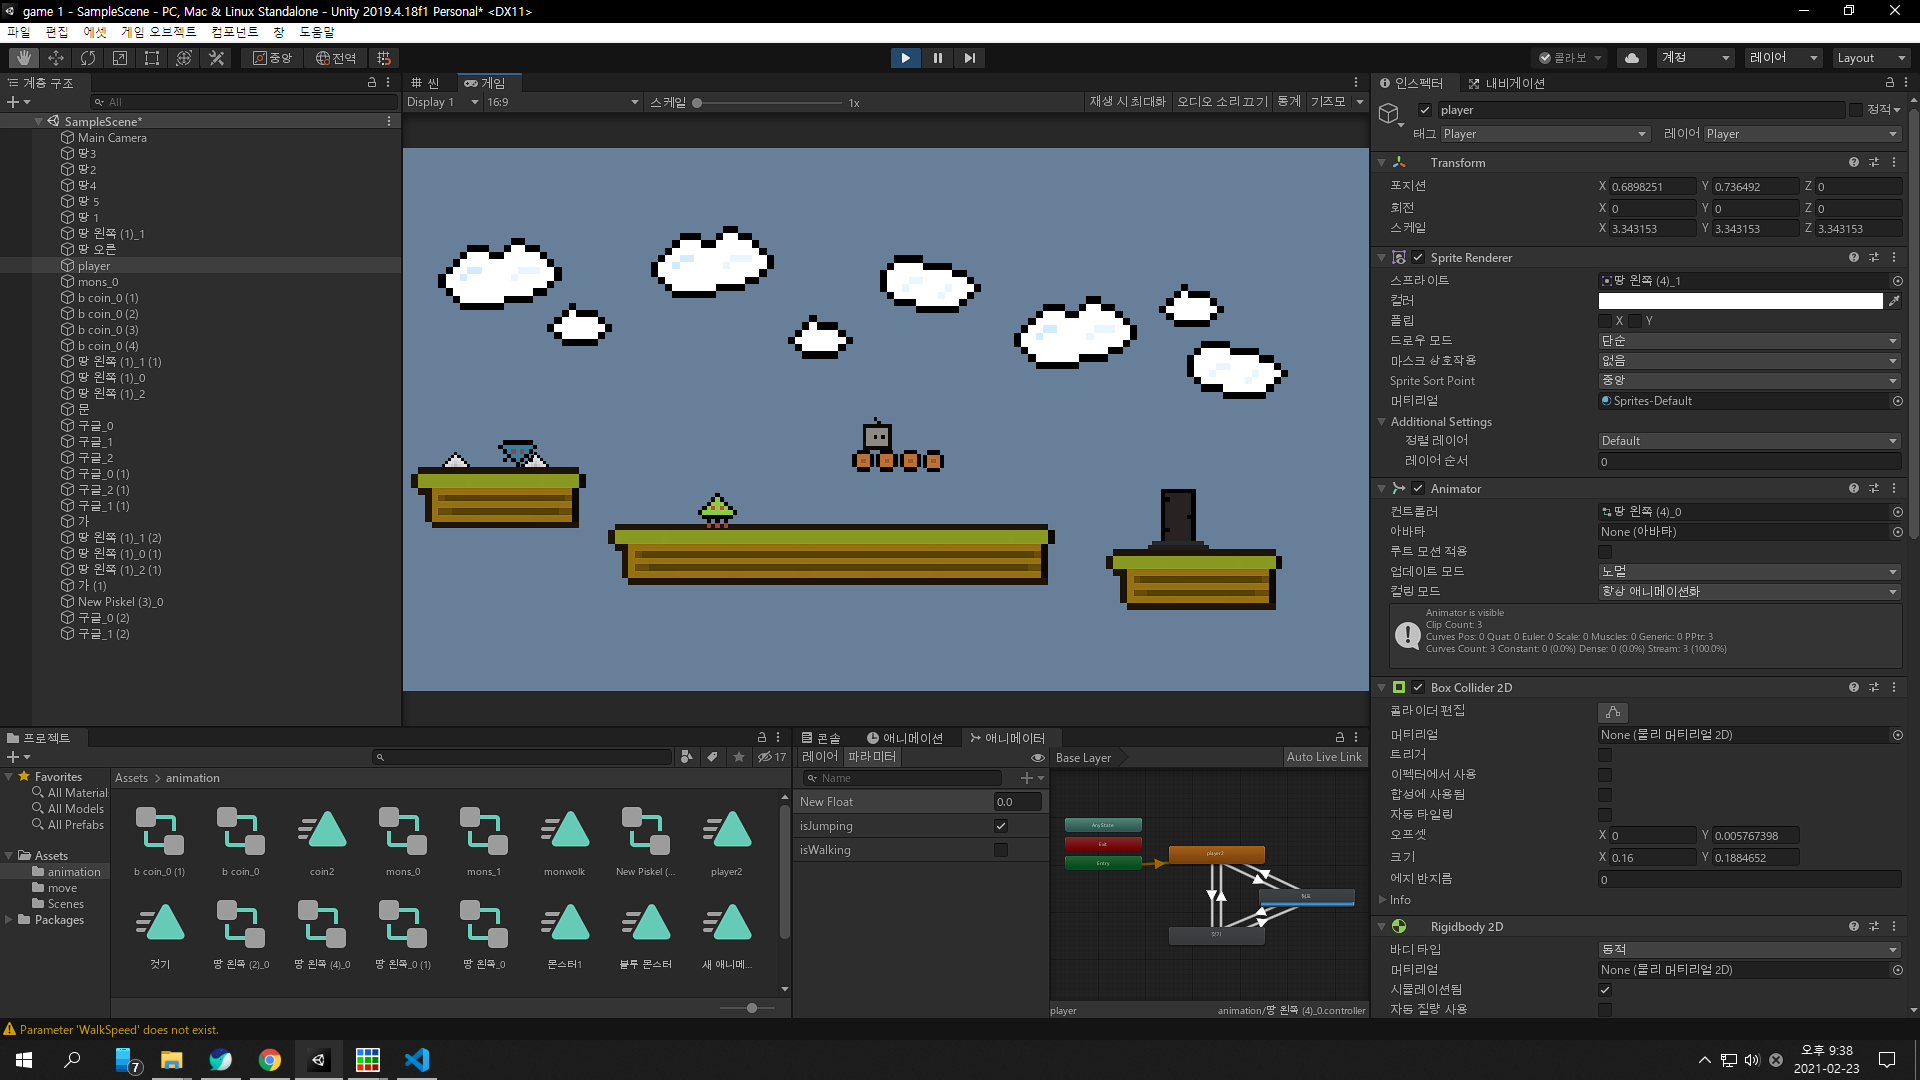 game 1 - SampleScene - PC, Mac & Linux Standalone - Unity 2019.4.18f1 Personal* <DX11>
파일 편집 에셋 게임 오브젝트 컴포넌트 창 도움말
중앙 전역 콜라보 계정 레이어 Layout
계층 구조
All
SampleScene*
Main Camera
땅3
땅2
땅4
땅 5
땅 1
땅 왼쪽 (1)_1
땅 오른
player
mons_0
b coin_0 (1)
b coin_0 (2)
b coin_0 (3)
b coin_0 (4)
땅 왼쪽 (1)_1 (1)
땅 왼쪽 (1)_0
땅 왼쪽 (1)_2
문
구글_0
구글_1
구글_2
구글_0 (1)
구글_2 (1)
구글_1 (1)
가
땅 왼쪽 (1)_1 (2)
땅 왼쪽 (1)_0 (1)
땅 왼쪽 (1)_2 (1)
가 (1)
New Piskel (3)_0
구글_0 (2)
구글_1 (2)
씬 게임
Display 1 16:9 스케일 1x 재생 시 최대화 오디오 소리 끄기 통계 기즈모
인스펙터 내비게이션
player 정적
태그 Player 레이어 Player
Transform
포지션 X 0.6898251 Y 0.736492 Z 0
회전 X 0 Y 0 Z 0
스케일 X 3.343153 Y 3.343153 Z 3.343153
Sprite Renderer
스프라이트 땅 왼쪽 (4)_1
컬러
플립 X Y
드로우 모드 단순
마스크 상호작용 없음
Sprite Sort Point 중앙
머티리얼 Sprites-Default
Additional Settings
정렬 레이어 Default
레이어 순서 0
Animator
컨트롤러 땅 왼쪽 (4)_0
아바타 None (아바타)
루트 모션 적용
업데이트 모드 노멀
컬링 모드 항상 애니메이션화
Animator is visible
Clip Count: 3
Curves Pos: 0 Quat: 0 Euler: 0 Scale: 0 Muscles: 0 Generic: 0 PPtr: 3
Curves Count: 3 Constant: 0 (0.0%) Dense: 0 (0.0%) Stream: 3 (100.0%)
Box Collider 2D
콜라이더 편집
머티리얼 None (물리 머티리얼 2D)
트리거
이펙터에서 사용
합성에 사용됨
자동 타일링
오프셋 X 0 Y 0.005767398
크기 X 0.16 Y 0.1884652
에지 반지름 0
Info
Rigidbody 2D
바디 타입 동적
머티리얼 None (물리 머티리얼 2D)
시뮬레이션됨
자동 질량 사용
프로젝트
17
Favorites
All Material
All Models
All Prefabs
Assets
animation
move
Scenes
Packages
Assets > animation
b coin_0 (1) b coin_0 coin2 mons_0 mons_1 monwolk New Piskel (... player2
걷기 땅 왼쪽 (2)_0 땅 왼쪽 (4)_0 땅 왼쪽_0 (1) 땅 왼쪽_0 몬스터1 블루 몬스터 새 애니메...
콘솔 애니메이션 애니메이터
레이어 파라미터 Base Layer Auto Live Link
Name
New Float 0.0
isJumping
isWalking
Any State
Exit
Entry
player2
점프
걷기
player animation/땅 왼쪽 (4)_0.controller
Parameter 'WalkSpeed' does not exist.
7
오후 9:38
2021-02-23